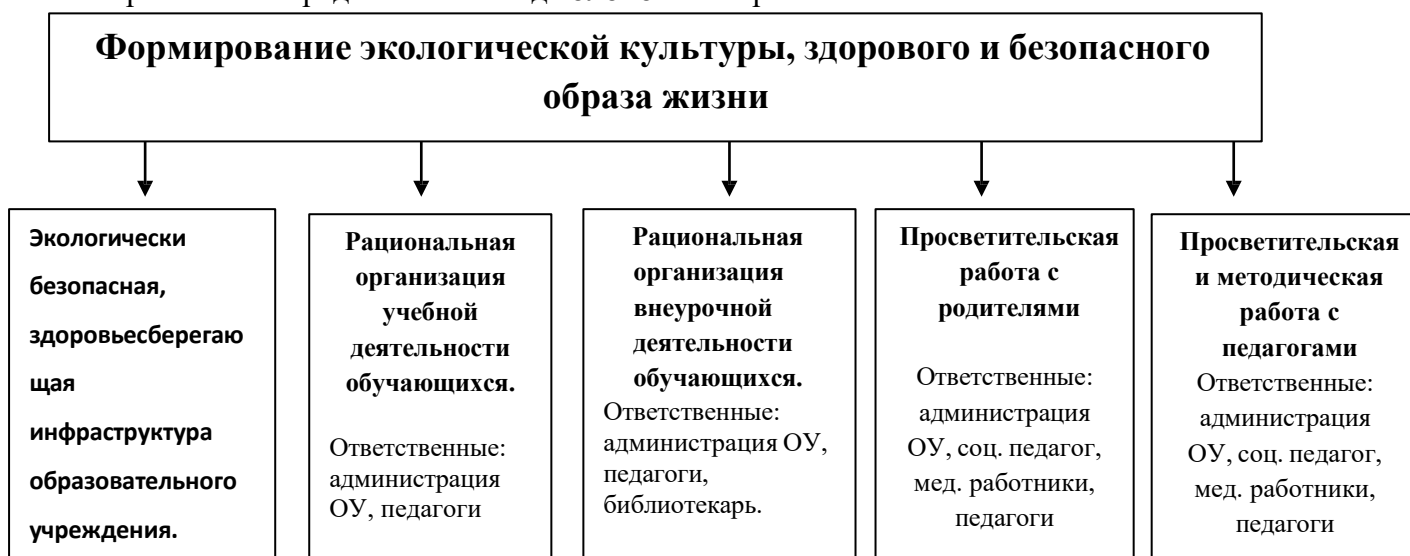 Формирование экологической культуры, здорового и безопасного
образа жизни
Экологически
безопасная,
здоровьесберегаю
щая
инфраструктура
образовательного
учреждения.
Рациональная
организация
учебной
деятельности
обучающихся.
Ответственные:
администрация
ОУ, педагоги
Рациональная
организация
внеурочной
деятельности
обучающихся.
Ответственные:
администрация ОУ,
педагоги,
библиотекарь.
Просветительская
работа с
родителями
Ответственные:
администрация
ОУ, соц. педагог,
мед. работники,
педагоги
Просветительская
и методическая
работа с
педагогами
Ответственные:
администрация
ОУ, соц. педагог,
мед. работники,
педагоги